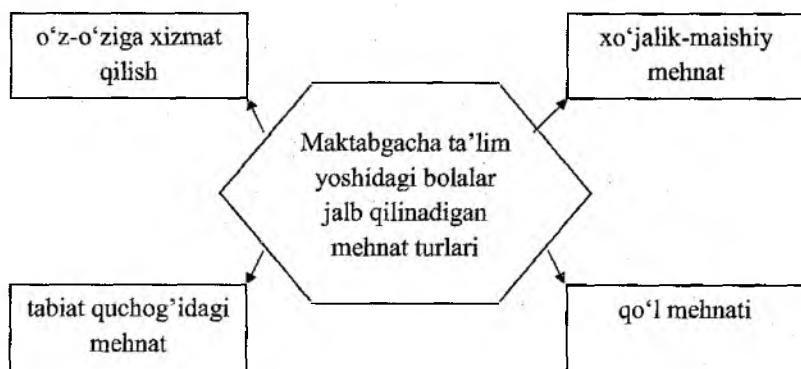 o‘z-o‘ziga xizmat
qilish
xo‘jalik-maishiy
mehnat
Maktabgacha ta’lim
yoshidagi bolalar
jalb qilinadigan
mehnat turlari
tabiat quchog’idagi
mehnat
qo‘l mehnati